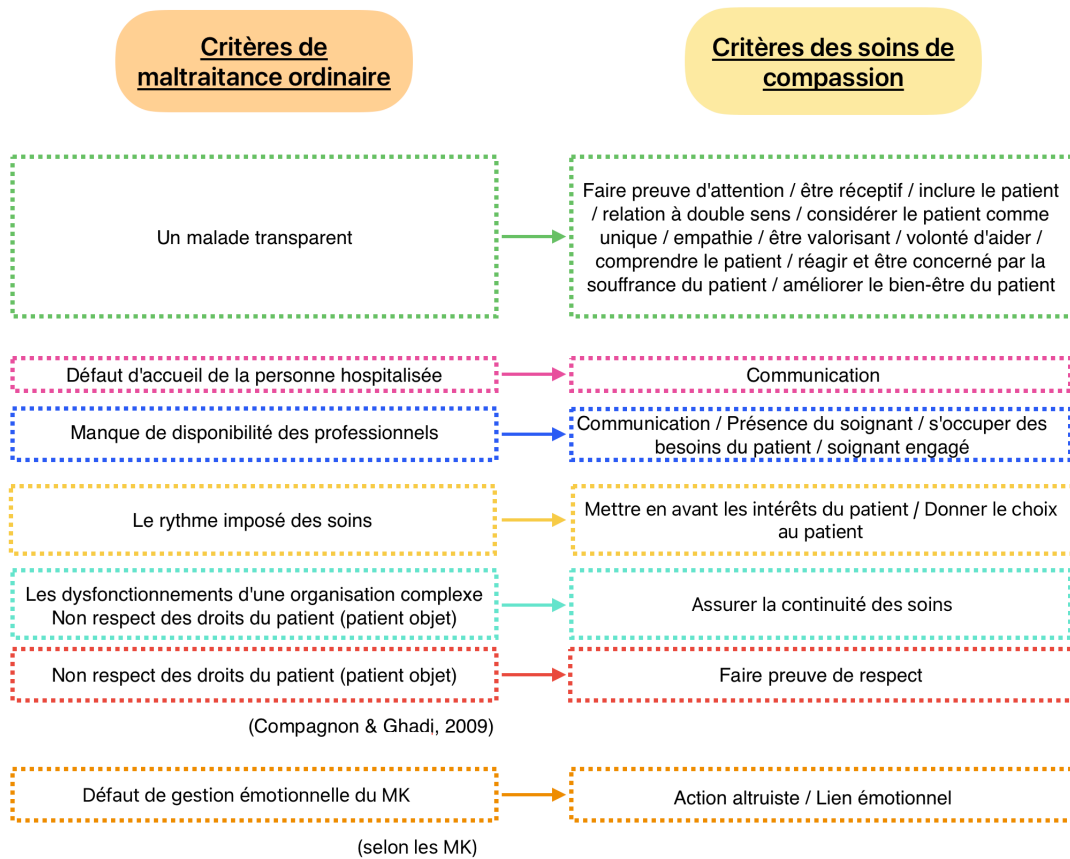 Critères de
maltraitance ordinaire
Critères des soins de
compassion
Un malade transparent
Faire preuve d'attention / être réceptif / inclure le patient
/ relation à double sens / considérer le patient comme
unique / empathie / être valorisant / volonté d'aider /
comprendre le patient / réagir et être concerné par la
souffrance du patient / améliorer le bien-être du patient
Défaut d'accueil de la personne hospitalisée
Communication
Manque de disponibilité des professionnels
Communication / Présence du soignant / s'occuper des
besoins du patient / soignant engagé
Le rythme imposé des soins
Mettre en avant les intérêts du patient / Donner le choix
au patient
Les dysfonctionnements d'une organisation complexe
Non respect des droits du patient (patient objet)
Assurer la continuité des soins
Non respect des droits du patient (patient objet)
Faire preuve de respect
(Compagnon & Ghadi, 2009)
Défaut de gestion émotionnelle du MK
Action altruiste / Lien émotionnel
(selon les MK)